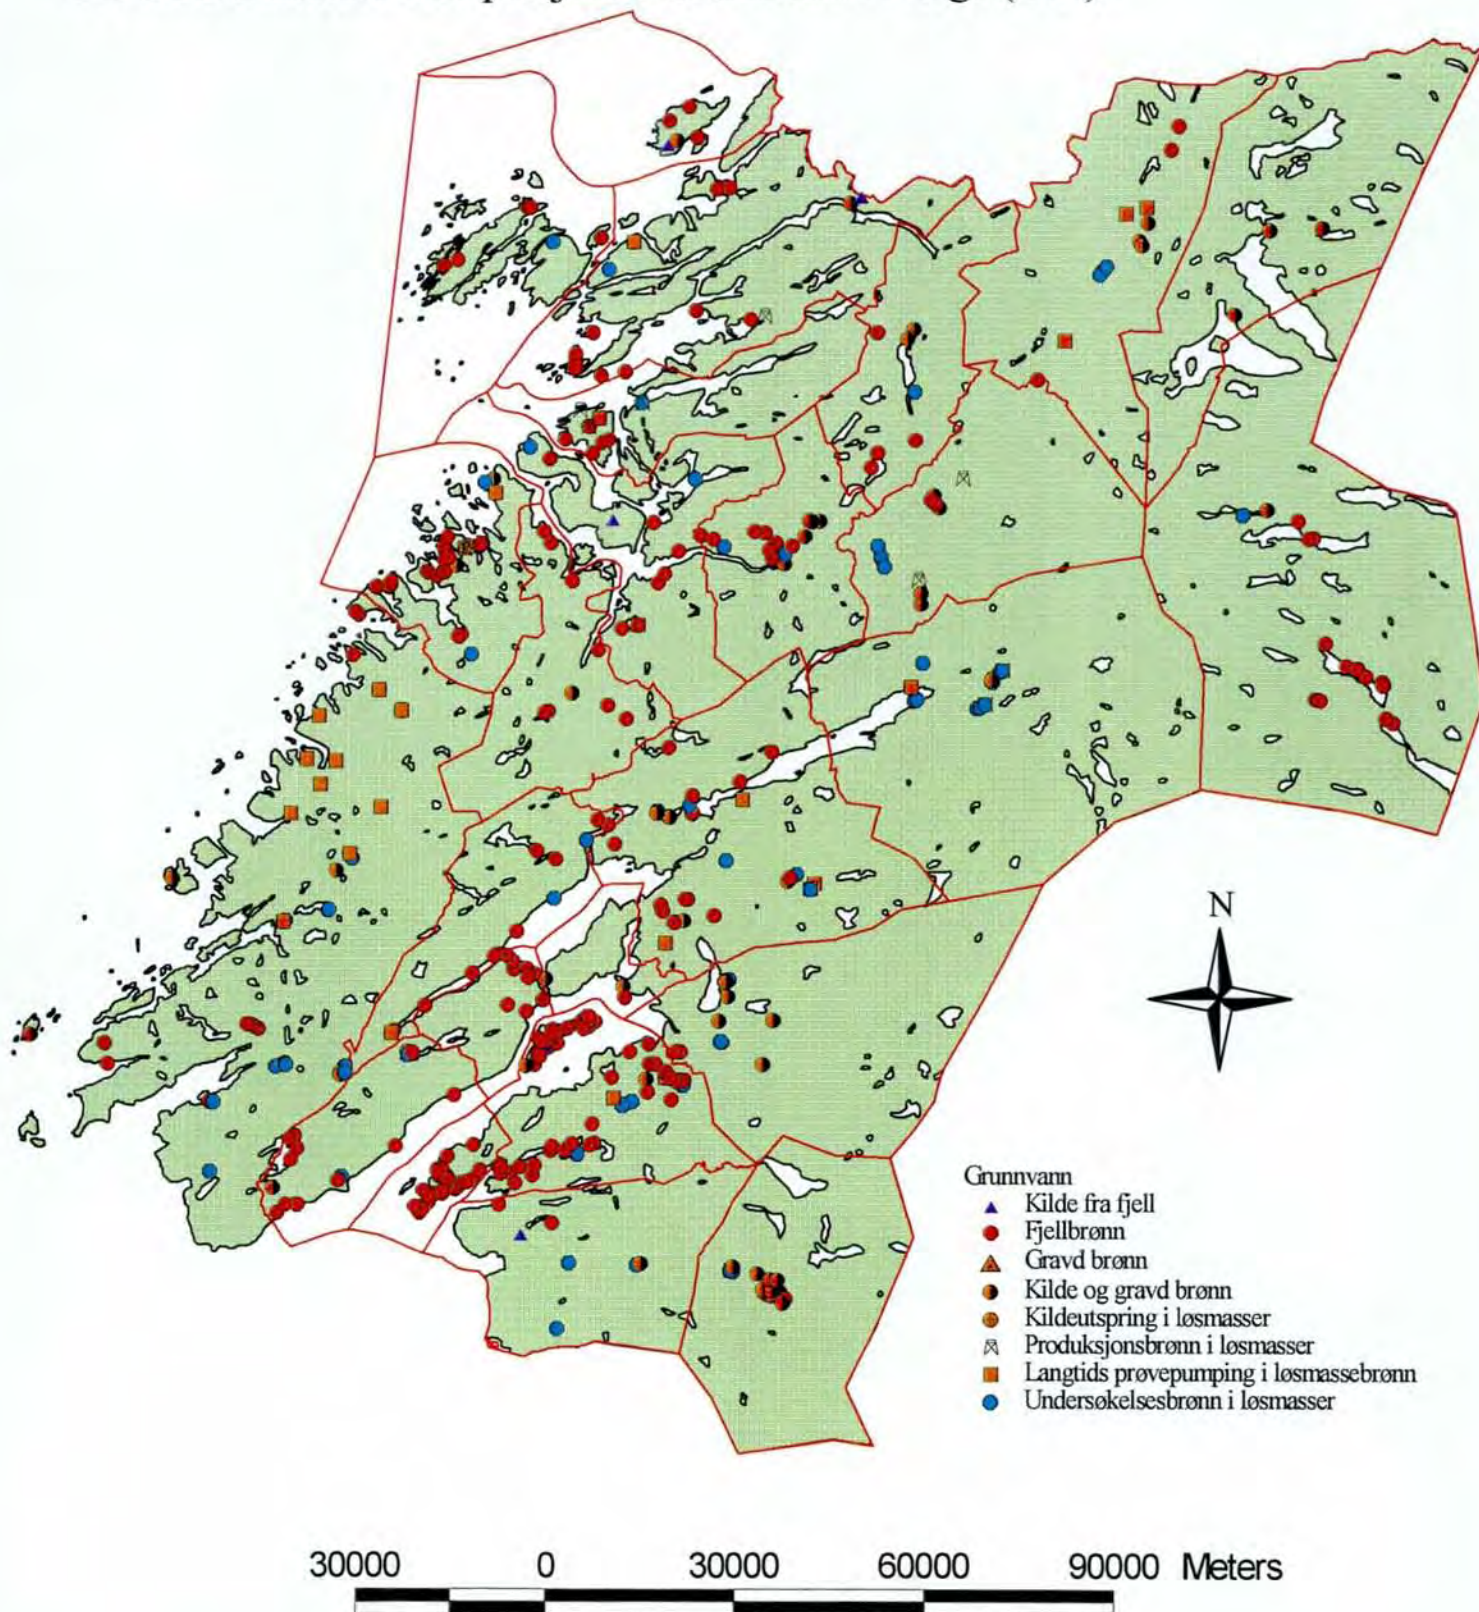 N
Grunnvann
Kilde fra fjell
Fjellbrønn
Gravd brønn
Kilde og gravd brønn
Kildeutspring i løsmasser
Produksjonsbrønn i løsmasser
Langtids prøvepumping i løsmassebrønn
Undersøkelsesbrønn i løsmasser
30000 0 30000 60000 90000 Meters